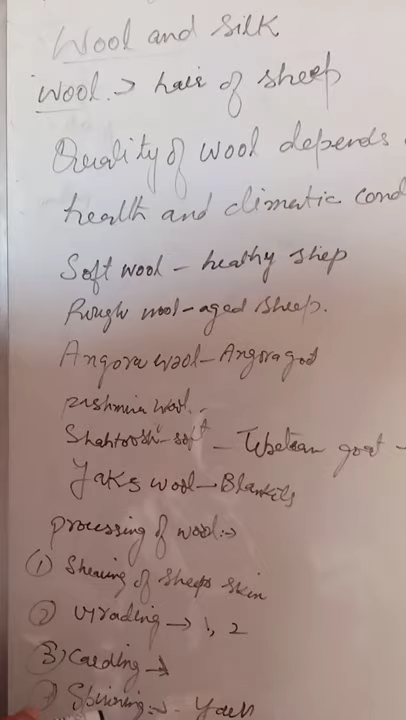 Wool and Silk
Wool :-> hair of sheep
Quality of wool depends
health and climatic cond
Soft wool - healthy shep
Rough wool - aged sheep.
Angora wool - Angora goat
pashmina wool -
Shahtoosh - soft - Tibetan goat -
Yaks wool - Blankets
processing of wool :->
① Shearing of sheeps skin
② Grading → 1, 2
③ Carding →
Spinning :-> Yarn